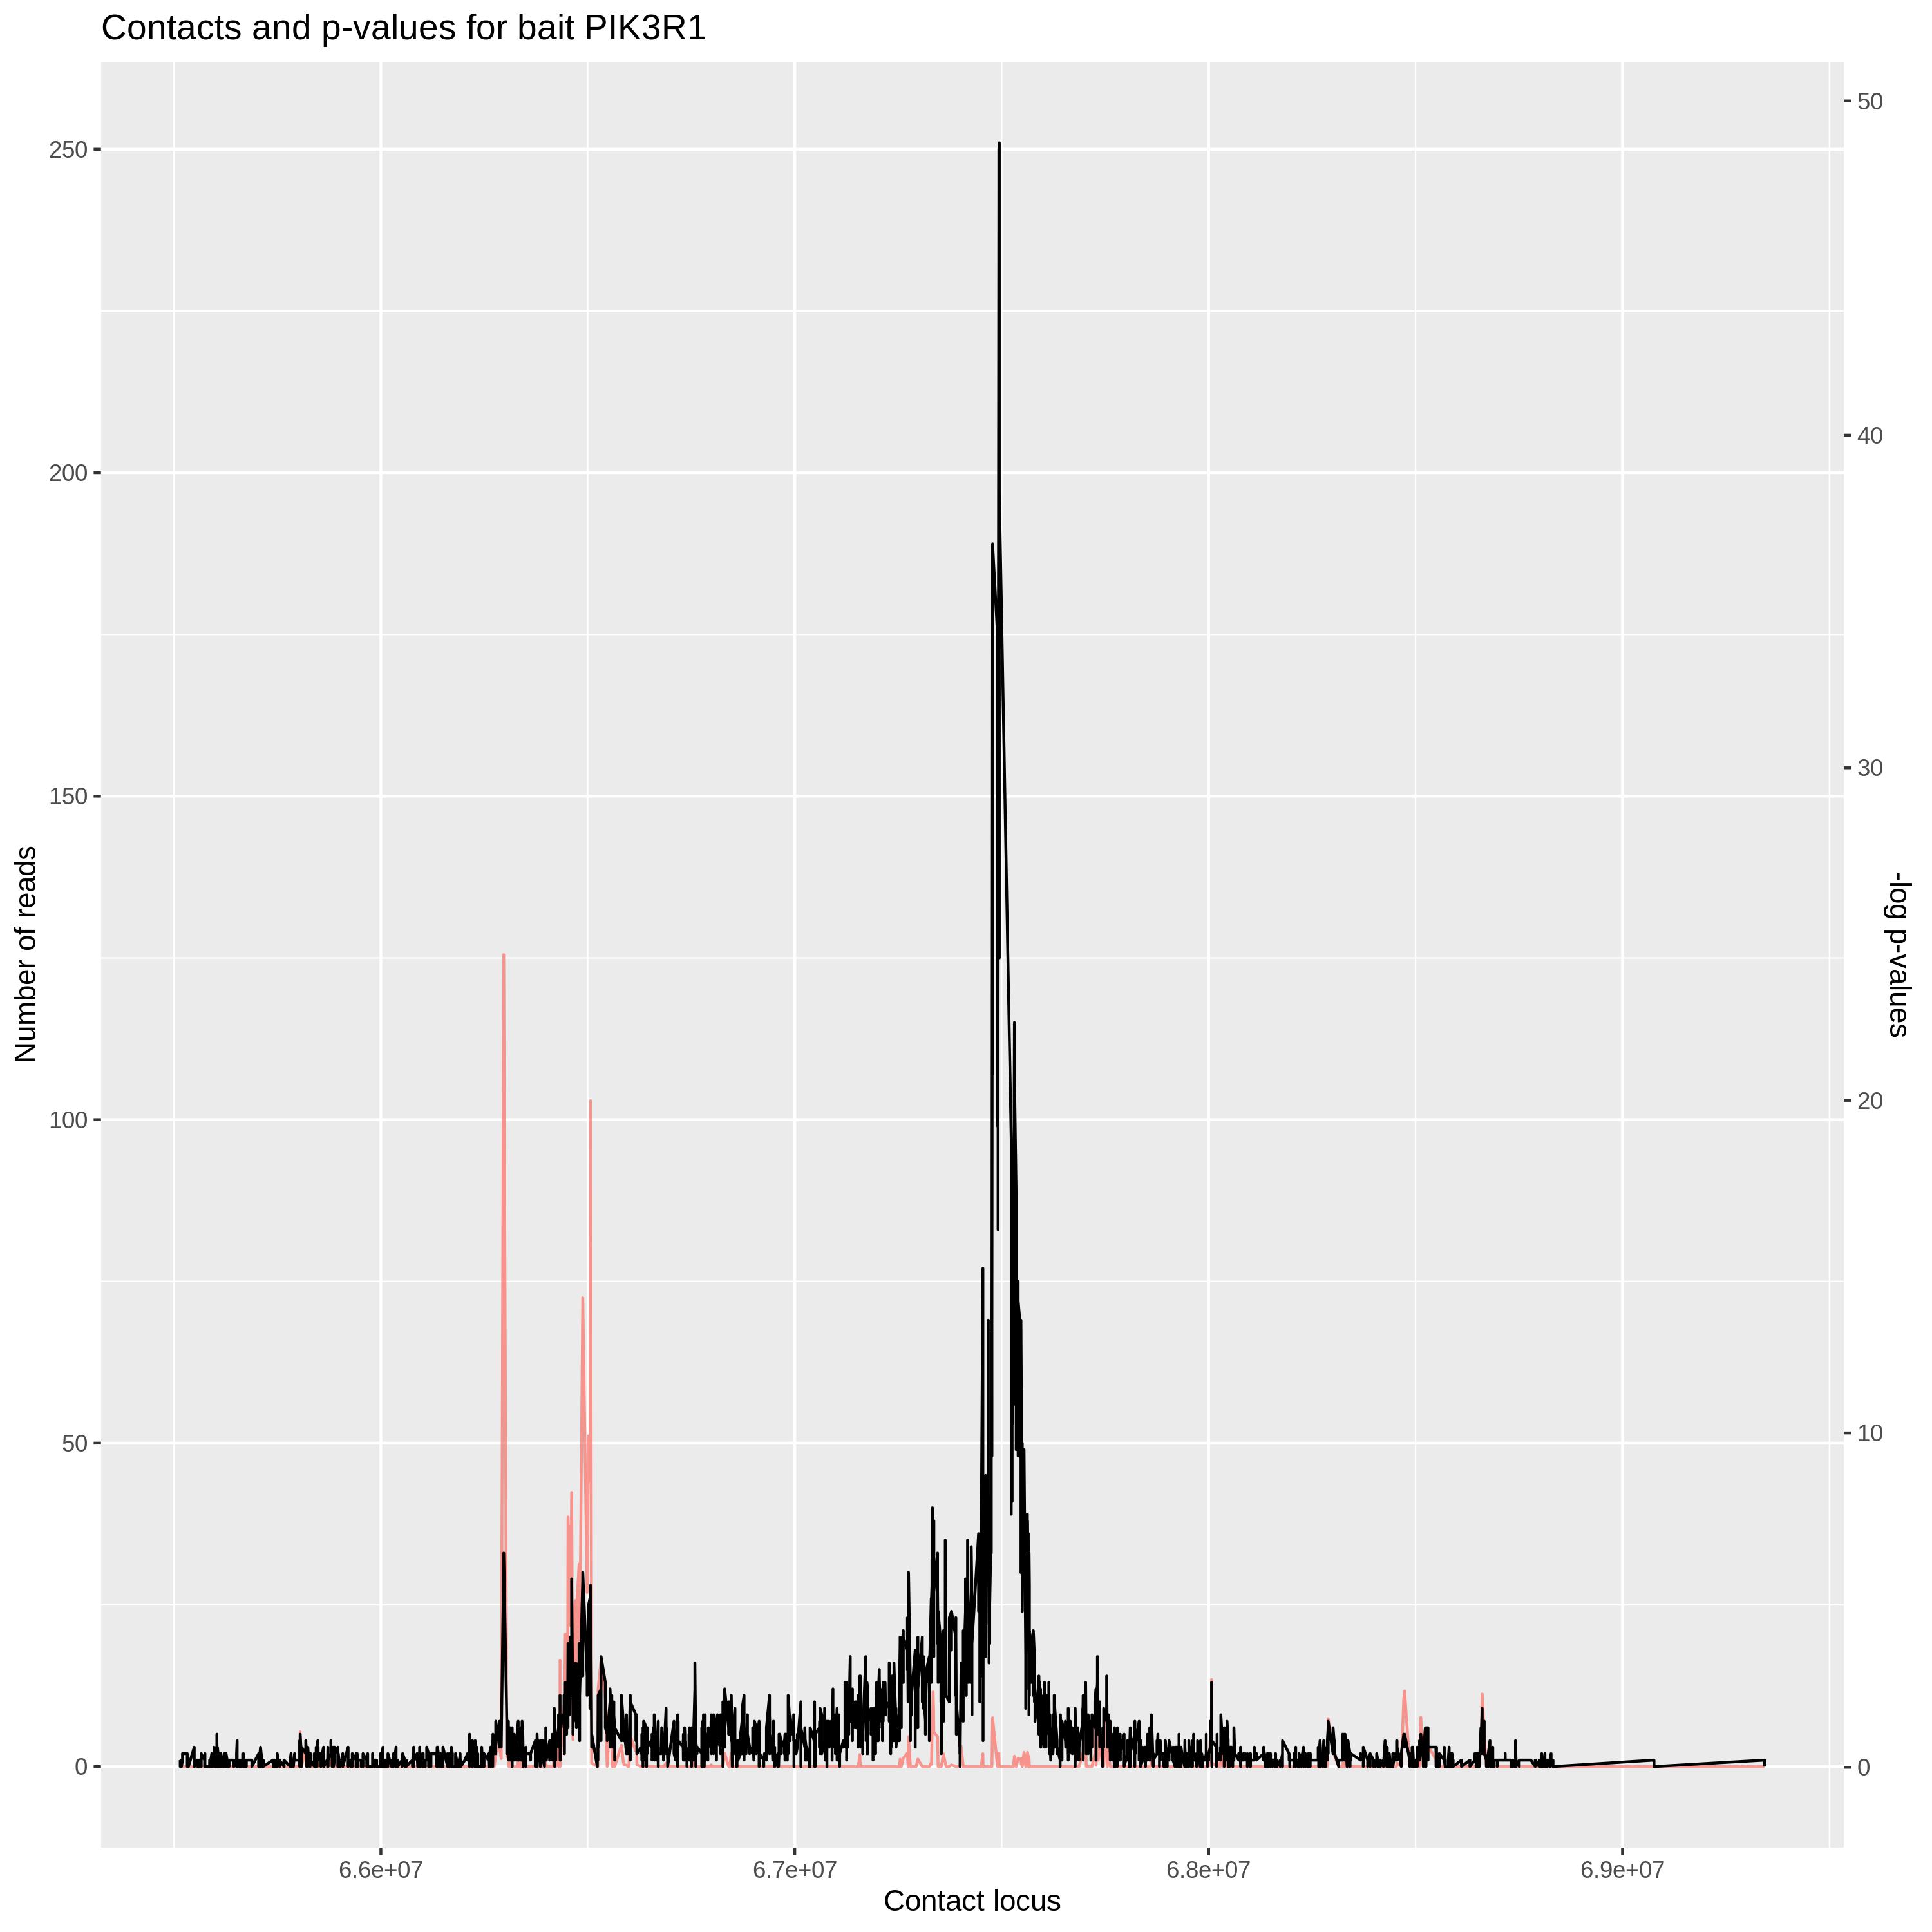 Contacts and p-values for bait PIK3R1
250
200
150
100
50
0
Number of reads
50
40
30
20
10
0
-log p-values
6.6e+07
6.7e+07
6.8e+07
6.9e+07
Contact locus